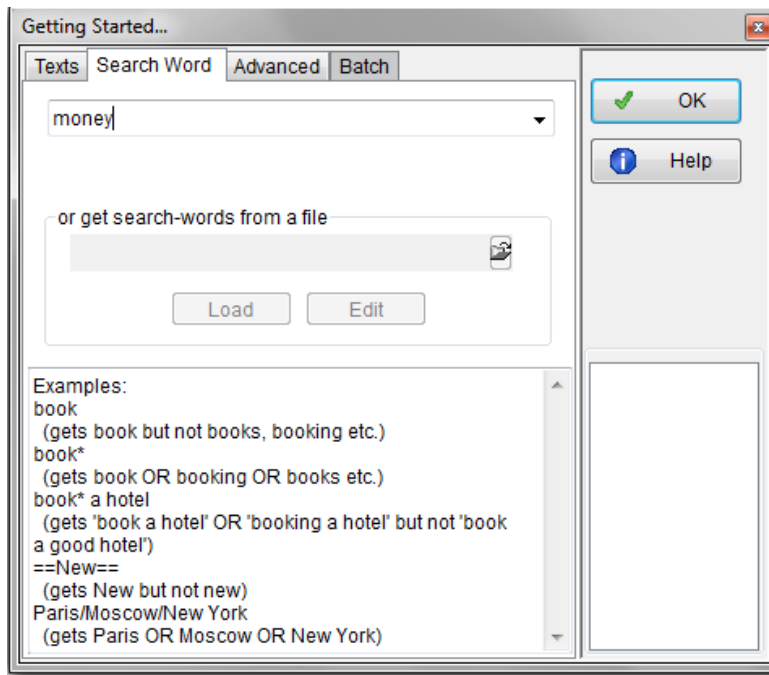 Getting Started...
Texts Search Word Advanced Batch
money
OK
Help
or get search-words from a file
Load Edit
Examples:
book
(gets book but not books, booking etc.)
book*
(gets book OR booking OR books etc.)
book* a hotel
(gets 'book a hotel' OR 'booking a hotel' but not 'book
a good hotel')
==New==
(gets New but not new)
Paris/Moscow/New York
(gets Paris OR Moscow OR New York)